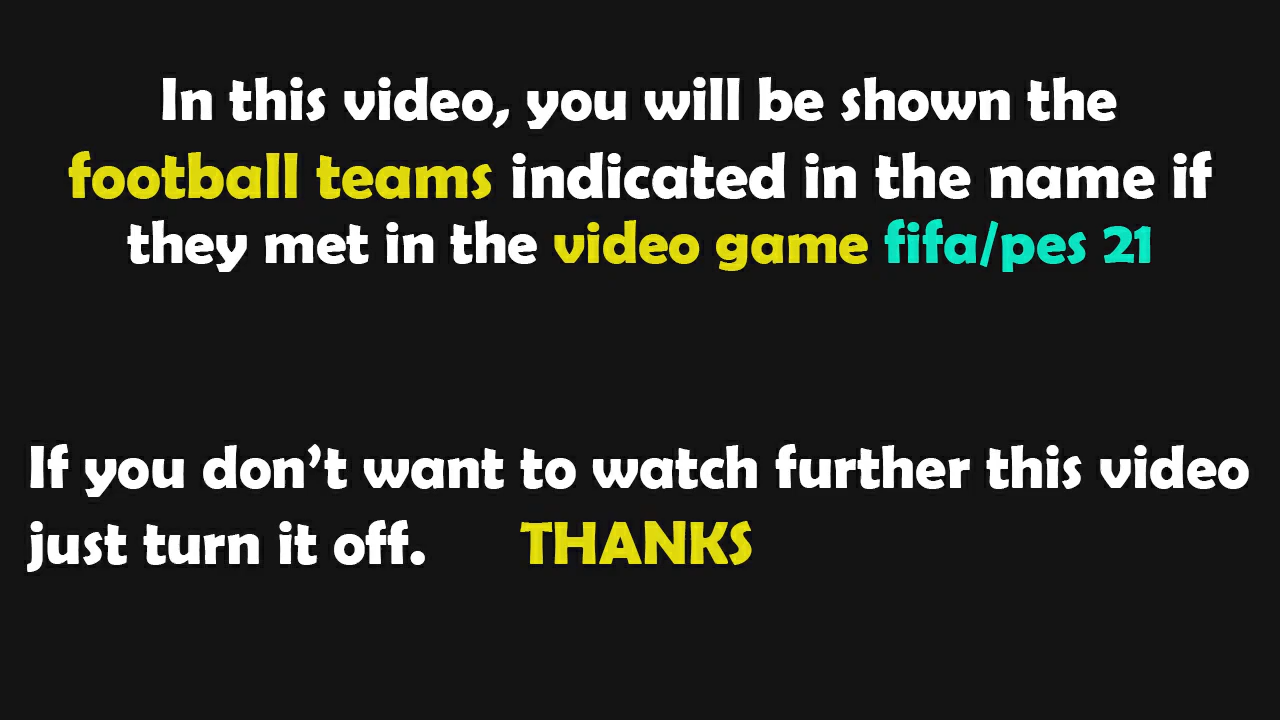 In this video, you will be shown the
football teams indicated in the name if
they met in the video game fifa/pes 21
If you don’t want to watch further this video
just turn it off. THANKS